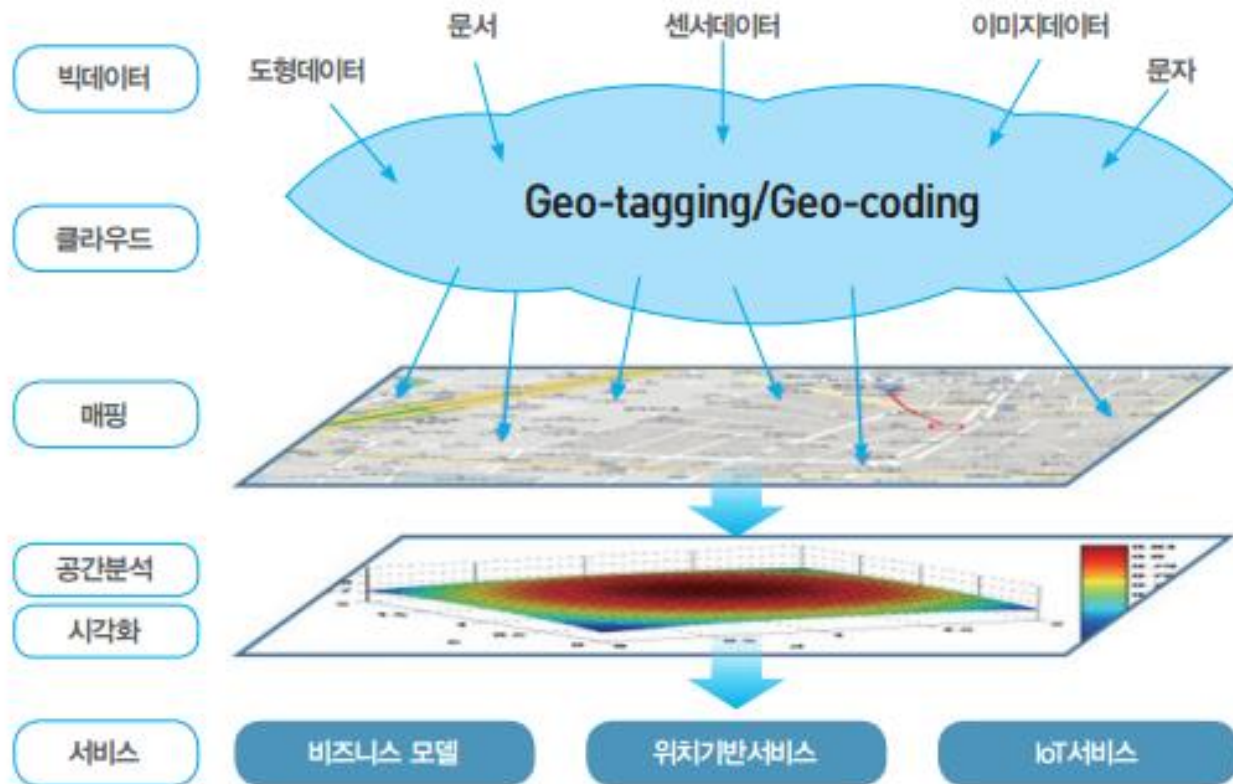 문서
센서데이터
이미지데이터
빅데이터
도형데이터
문자
Geo-tagging/Geo-coding
클라우드
매핑
공간분석
시각화
서비스
비즈니스 모델
위치기반서비스
IoT서비스